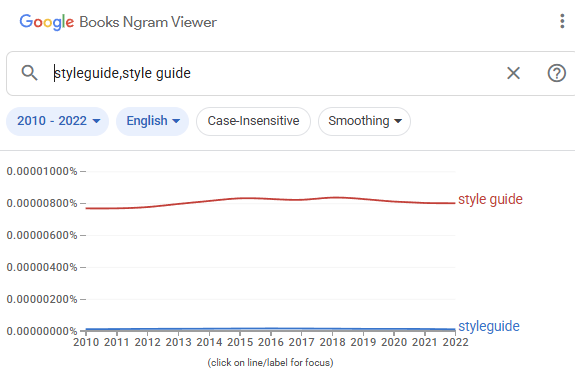 Google Books Ngram Viewer
styleguide,style guide
2010 - 2022 English Case-Insensitive Smoothing
0.00001000%
0.00000800% style guide
0.00000600%
0.00000400%
0.00000200%
0.00000000% styleguide
2010 2011 2012 2013 2014 2015 2016 2017 2018 2019 2020 2021 2022
(click on line/label for focus)